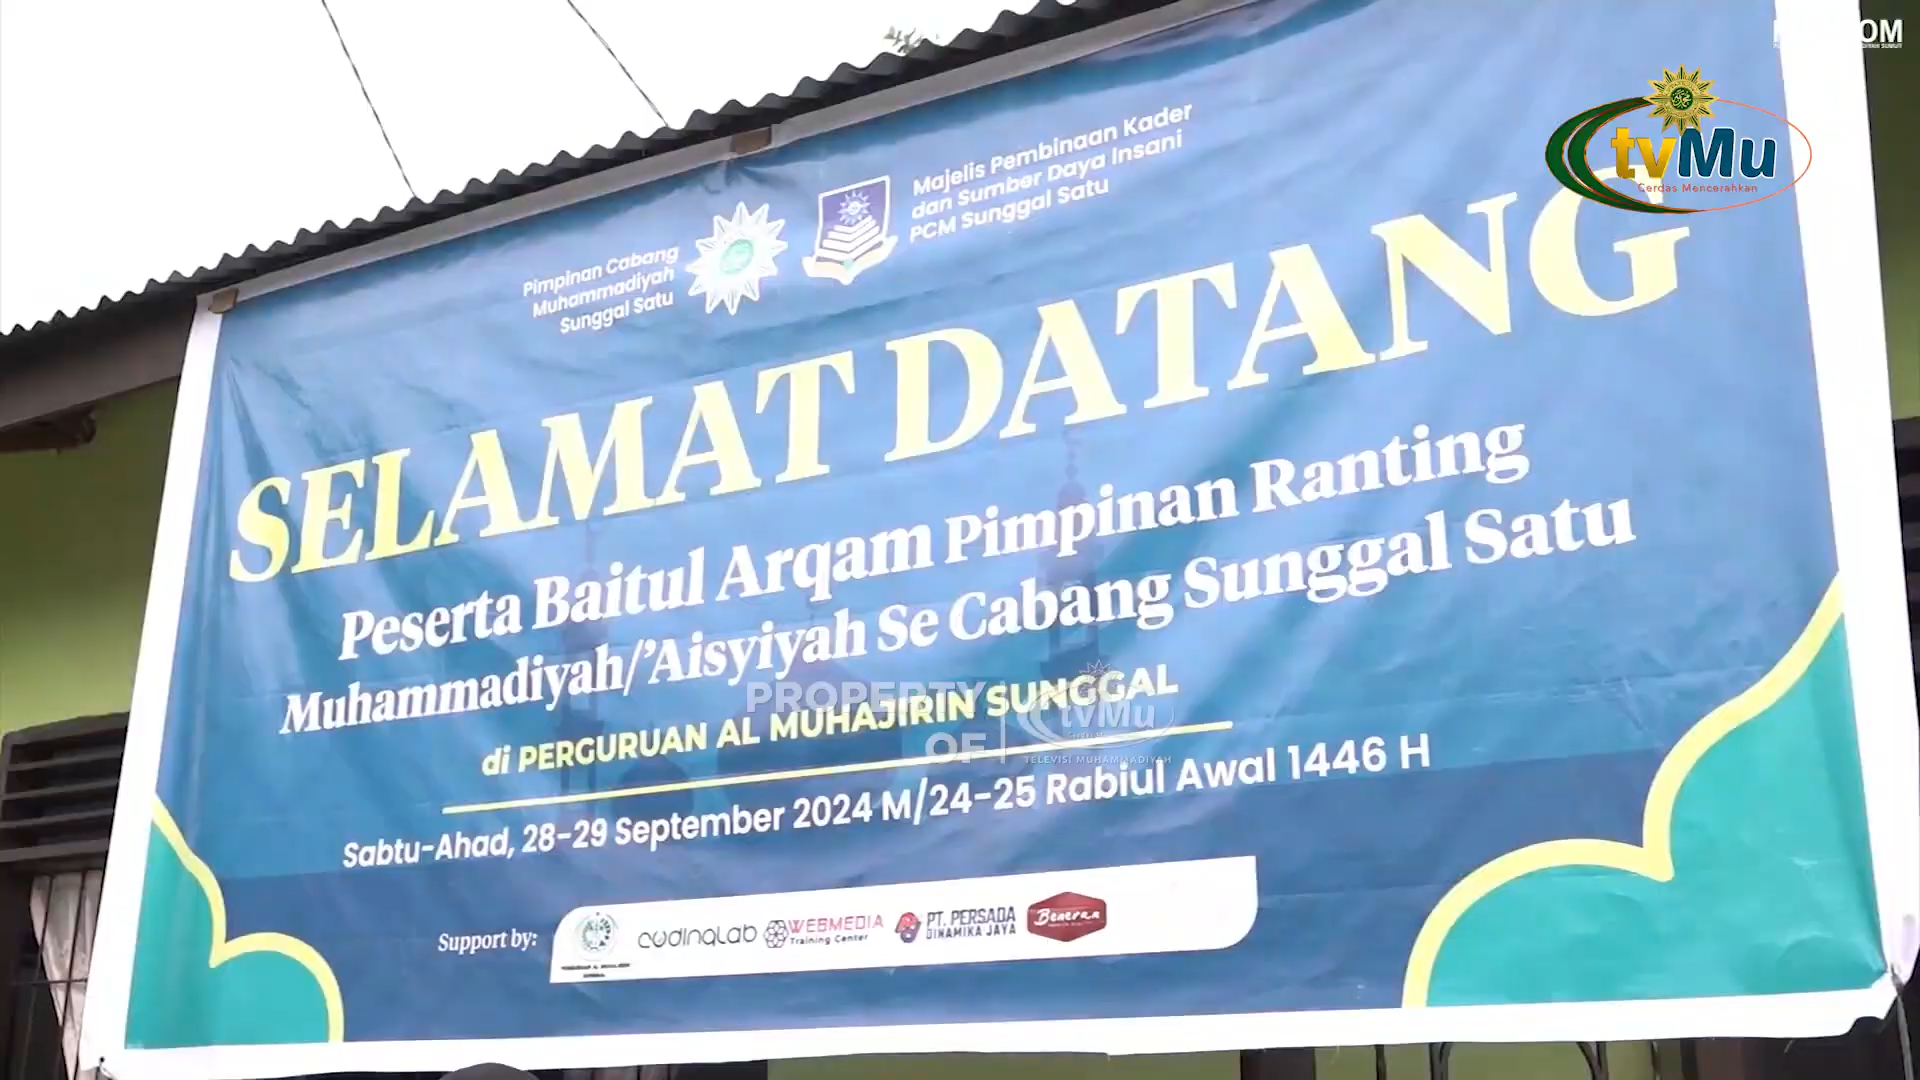 tvMu
Cerdas Mencerahkan
Pimpinan Cabang
Muhammadiyah
Sunggal Satu
Majelis Pembinaan Kader
dan Sumber Daya Insani
PCM Sunggal Satu
SELAMAT DATANG
Peserta Baitul Arqam Pimpinan Ranting
Muhammadiyah/'Aisyiyah Se Cabang Sunggal Satu
di PERGURUAN AL MUHAJIRIN SUNGGAL
PROPERTY
OF
tvMu
TELEVISI MUHAMMADIYAH
Sabtu-Ahad, 28-29 September 2024 M/24-25 Rabiul Awal 1446 H
Support by:
codingLab
WEBMEDIA
Training Center
PT. PERSADA
DINAMIKA JAYA
Beneran